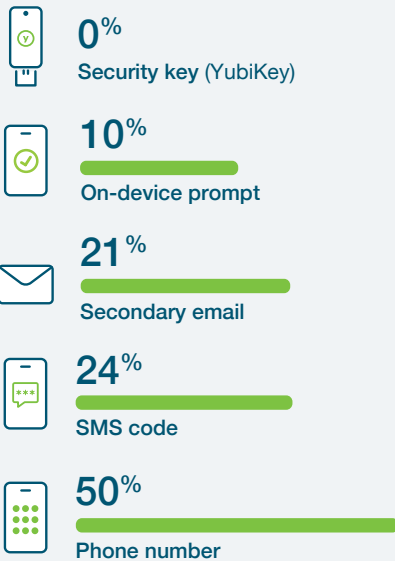 y
0%
Security key (YubiKey)
10%
On-device prompt
21%
Secondary email
***
24%
SMS code
50%
Phone number